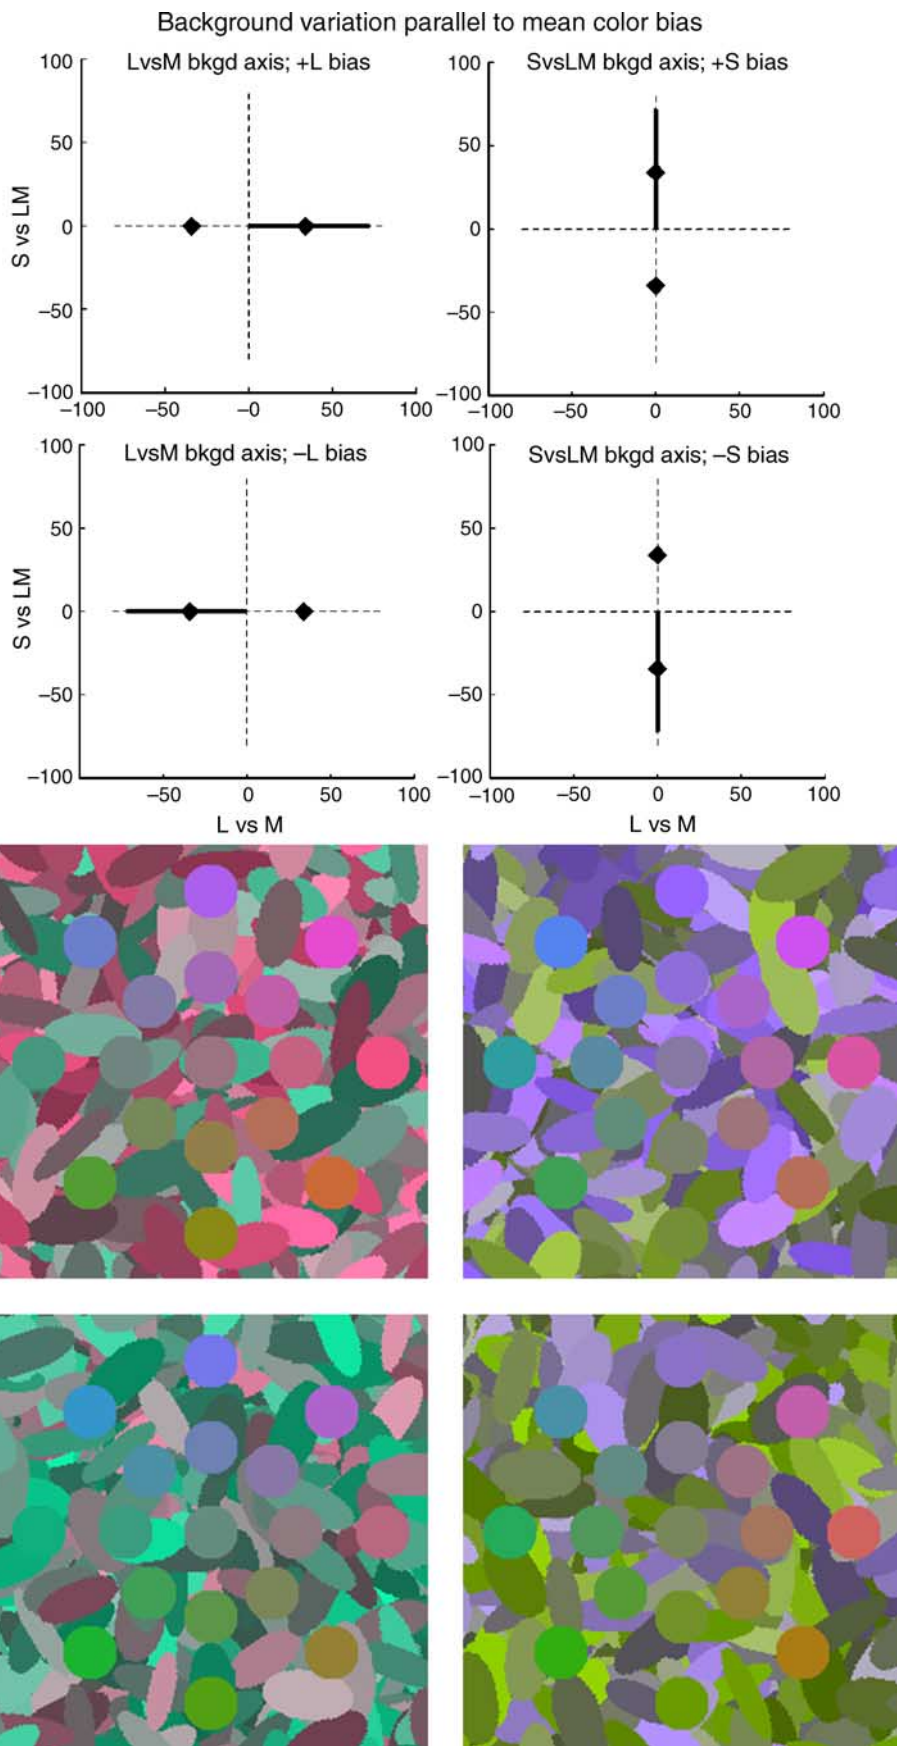 Background variation parallel to mean color bias
LvsM bkgd axis; +L bias
100
50
0
–50
–100
S vs LM
–100 –50 –0 50 100
SvsLM bkgd axis; +S bias
100
50
0
–50
–100
–100 –50 0 50 100
LvsM bkgd axis; –L bias
100
50
0
–50
–100
S vs LM
–50 0 50 100
L vs M
SvsLM bkgd axis; –S bias
100
50
0
–50
–100
–100 –50 0 50 100
L vs M